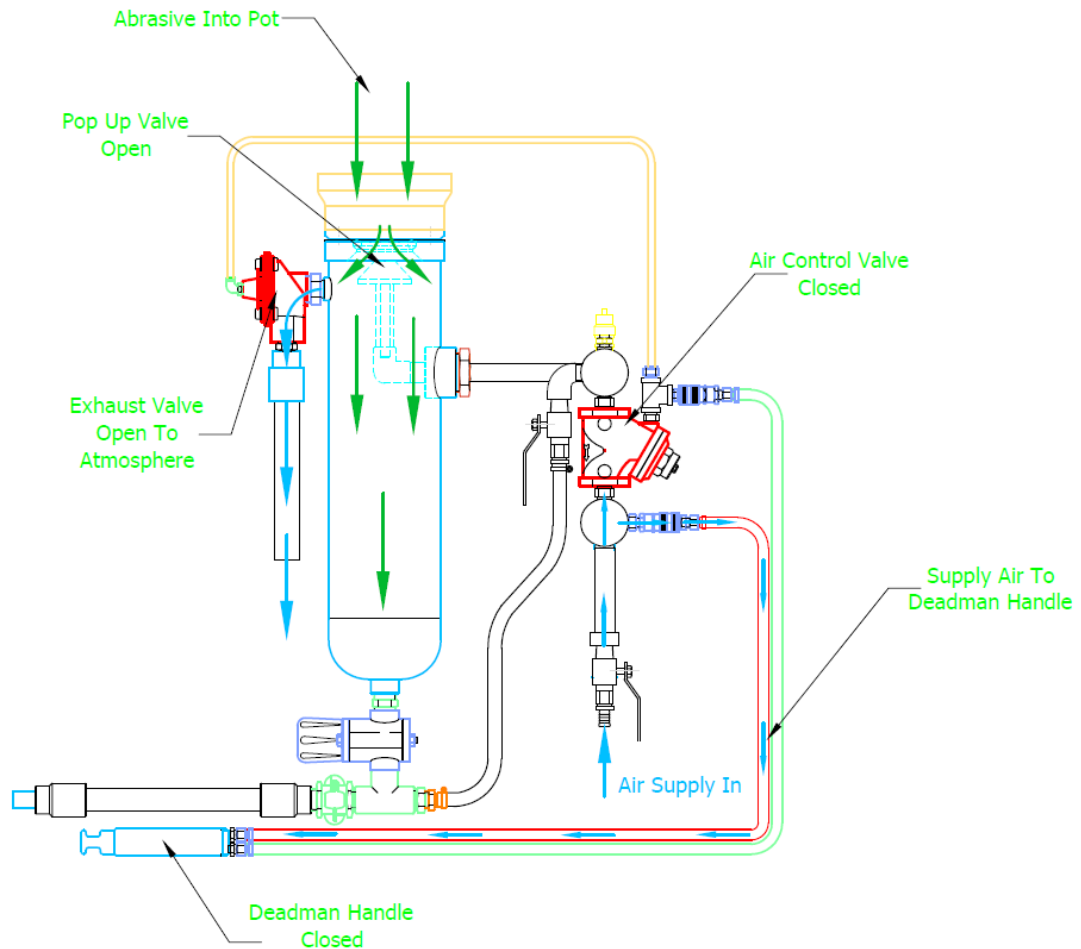 Abrasive Into Pot
Pop Up Valve
Open
Air Control Valve
Closed
Exhaust Valve
Open To
Atmosphere
Supply Air To
Deadman Handle
Air Supply In
Deadman Handle
Closed